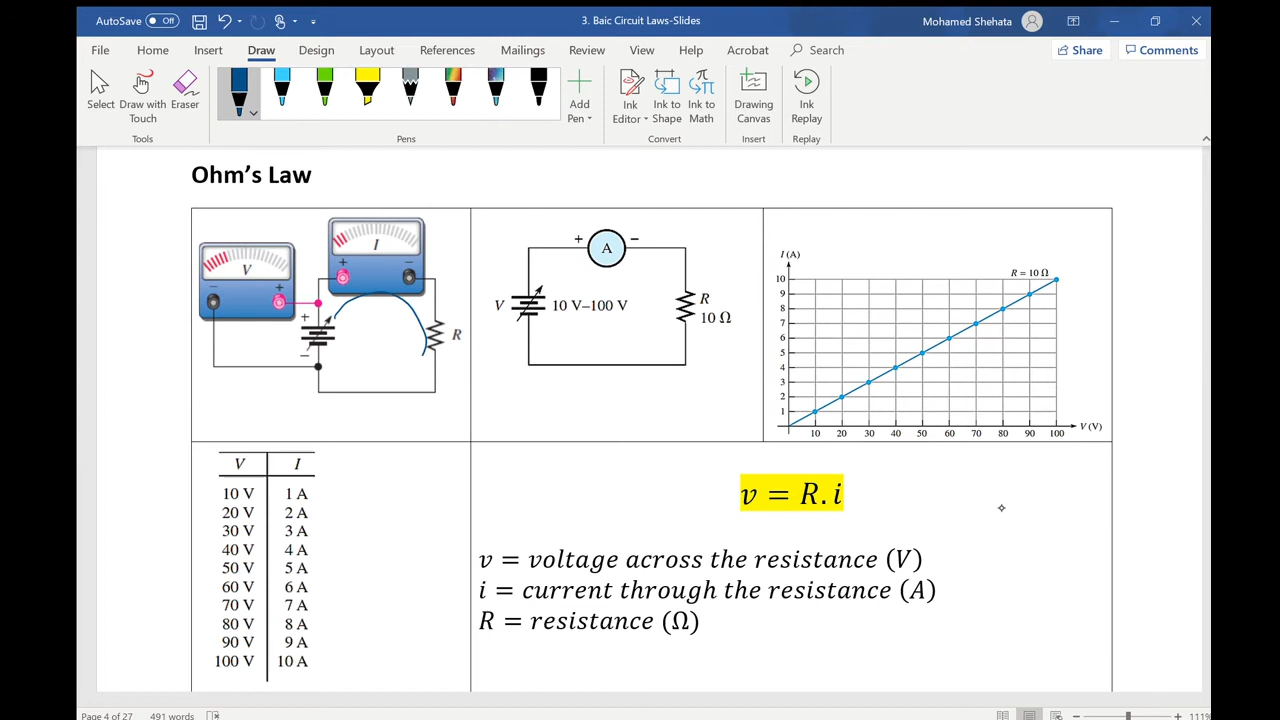 AutoSave Off 3. Baic Circuit Laws-Slides Mohamed Shehata
File Home Insert Draw Design Layout References Mailings Review View Help Acrobat Search Share Comments
Select Draw with Touch Eraser Add Pen Ink Editor Ink to Shape Ink to Math Drawing Canvas Ink Replay
Tools Pens Convert Insert Replay
Ohm's Law
V
− +
I
+ −
+
−
R
+ A −
V 10 V–100 V
R
10 Ω
I (A)
R = 10 Ω
10
9
8
7
6
5
4
3
2
1
10 20 30 40 50 60 70 80 90 100 V (V)
V I
10 V 1 A
20 V 2 A
30 V 3 A
40 V 4 A
50 V 5 A
60 V 6 A
70 V 7 A
80 V 8 A
90 V 9 A
100 V 10 A
v = R. i
v = voltage across the resistance (V)
i = current through the resistance (A)
R = resistance (Ω)
Page 4 of 27 491 words 111%